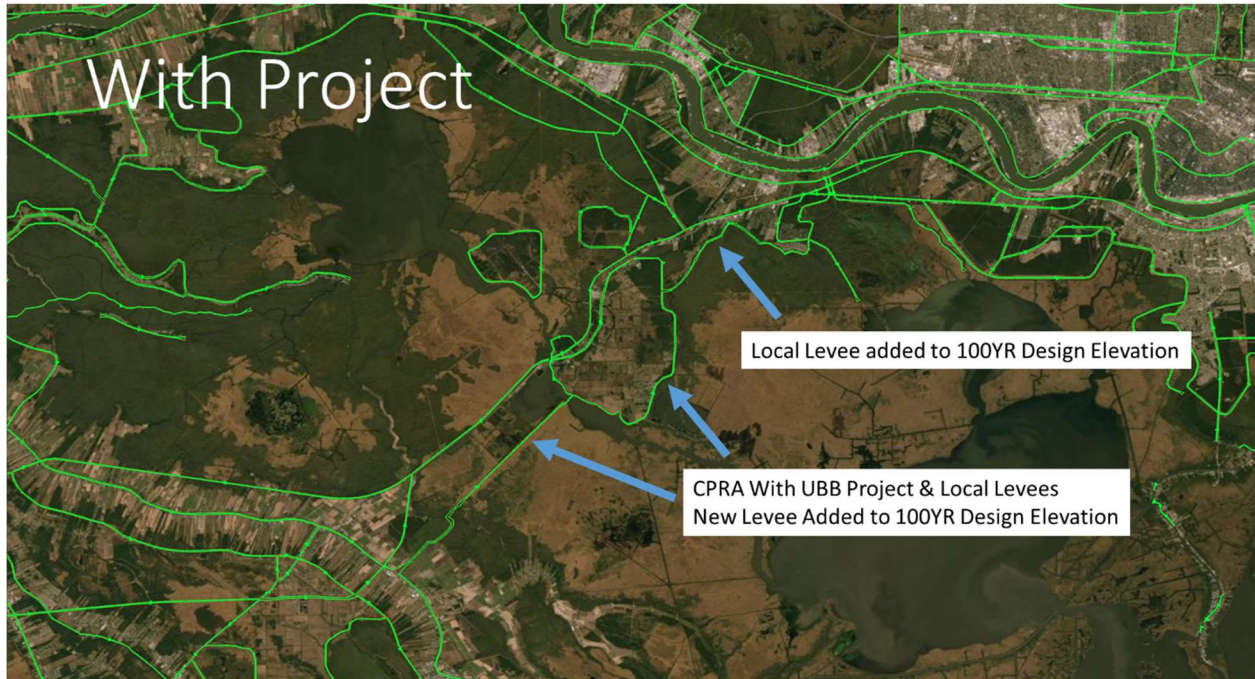 With Project
Local Levee added to 100YR Design Elevation
CPRA With UBB Project & Local Levees
New Levee Added to 100YR Design Elevation